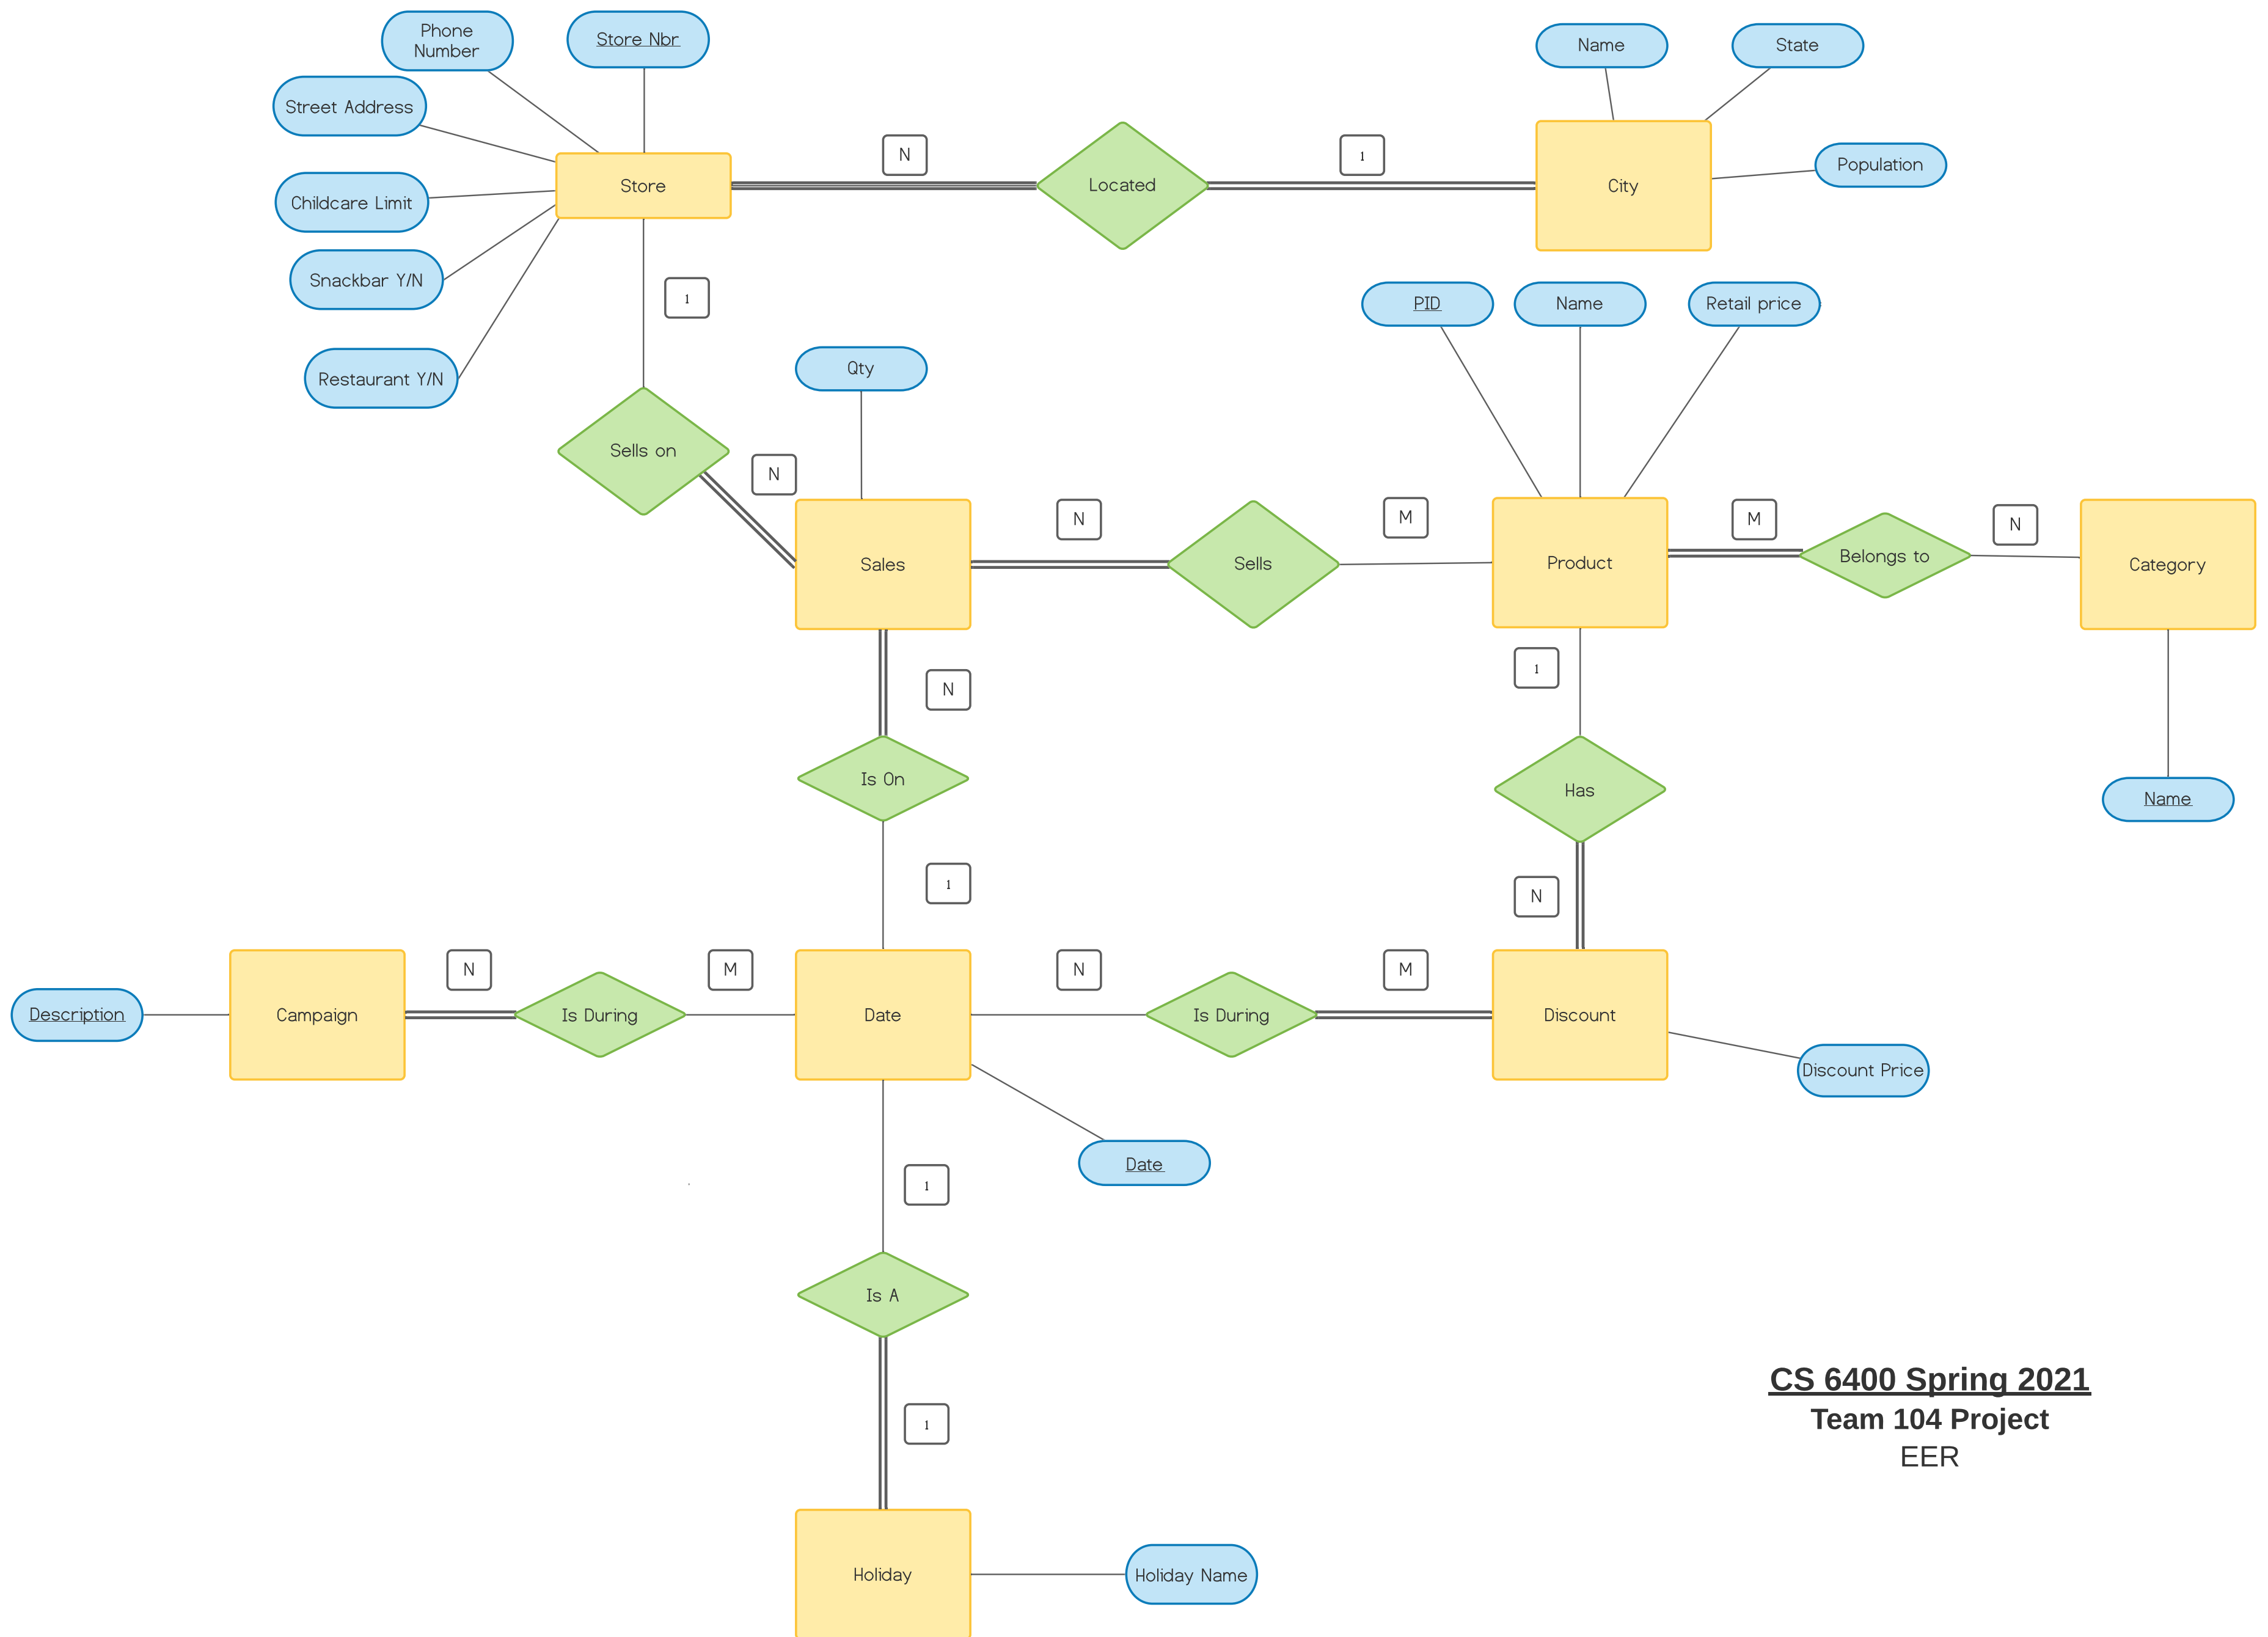 Phone
Number
Store Nbr
Name
State
Street Address
N
1
Population
Store
Located
City
Childcare Limit
Snackbar Y/N
1
PID
Name
Retail price
Restaurant Y/N
Qty
Sells on
N
N
M
M
N
Sales
Sells
Product
Belongs to
Category
1
N
Is On
Has
Name
1
N
N
M
N
M
Description
Campaign
Is During
Date
Is During
Discount
Discount Price
Date
1
Is A
CS 6400 Spring 2021
Team 104 Project
EER
1
Holiday
Holiday Name